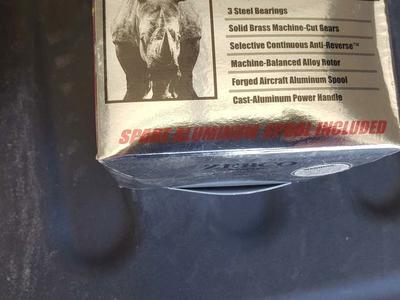 3 Steel Bearings
Solid Brass Machine-Cut Gears
Selective Continuous Anti-Reverse™
Machine-Balanced Alloy Rotor
Forged Aircraft Aluminum Spool
Cast-Aluminum Power Handle
SPARE ALUMINUM SPOOL INCLUDED
ZEBCO